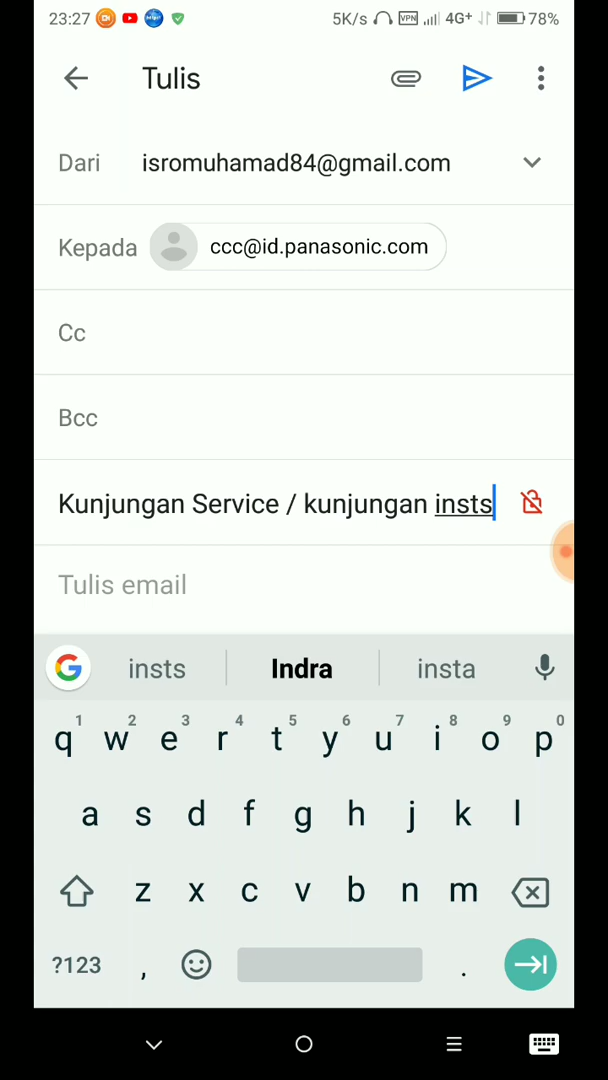 23:27 5K/s VPN 4G+ 78%
Tulis
Dari isromuhamad84@gmail.com
Kepada ccc@id.panasonic.com
Cc
Bcc
Kunjungan Service / kunjungan insts
Tulis email
G insts Indra insta
1 2 3 4 5 6 7 8 9 0
q w e r t y u i o p
a s d f g h j k l
z x c v b n m
?123 , .